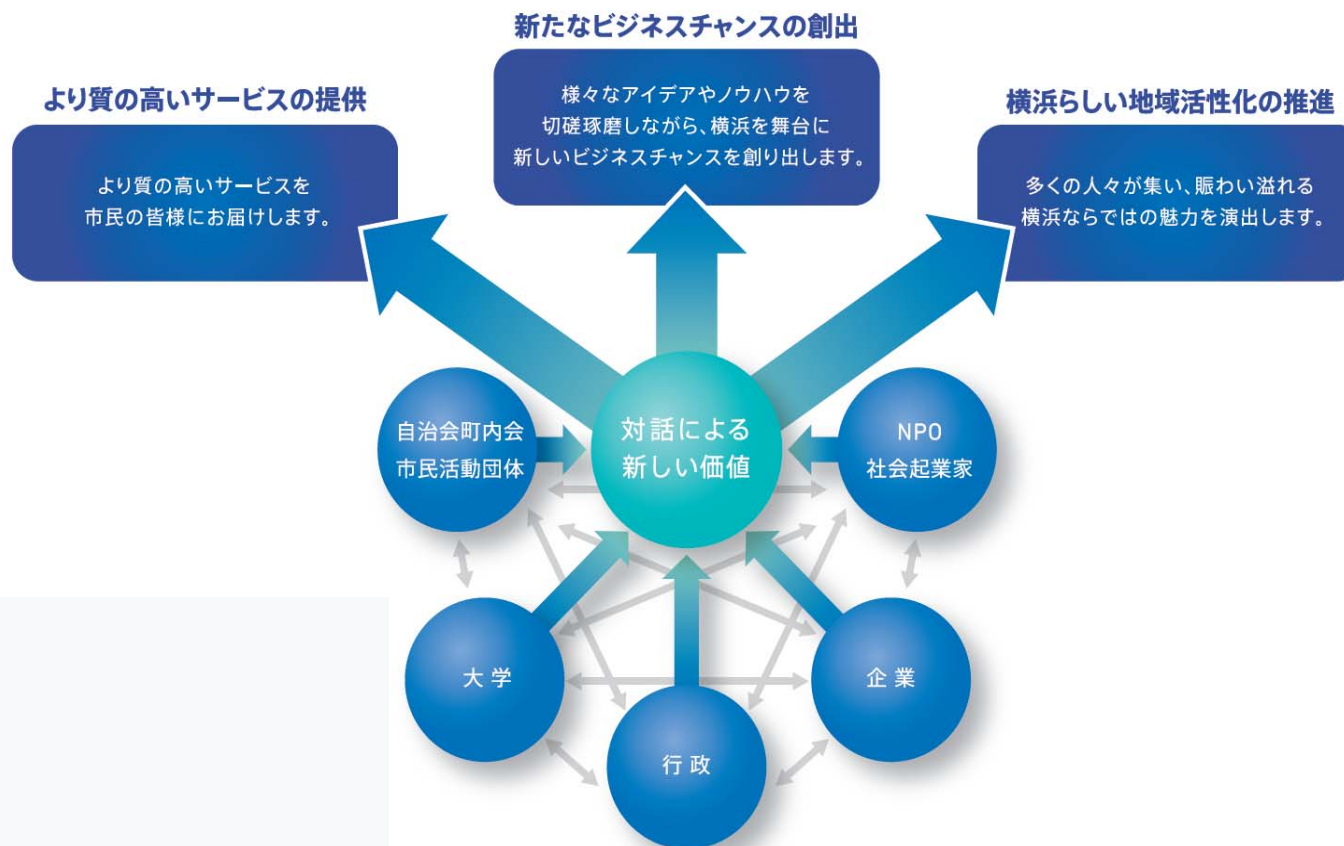 新たなビジネスチャンスの創出
様々なアイデアやノウハウを
切磋琢磨しながら、横浜を舞台に
新しいビジネスチャンスを創り出します。
より質の高いサービスの提供
より質の高いサービスを
市民の皆様にお届けします。
横浜らしい地域活性化の推進
多くの人々が集い、賑わい溢れる
横浜ならではの魅力を演出します。
自治会町内会
市民活動団体
対話による
新しい価値
NPO
社会起業家
大学
企業
行政